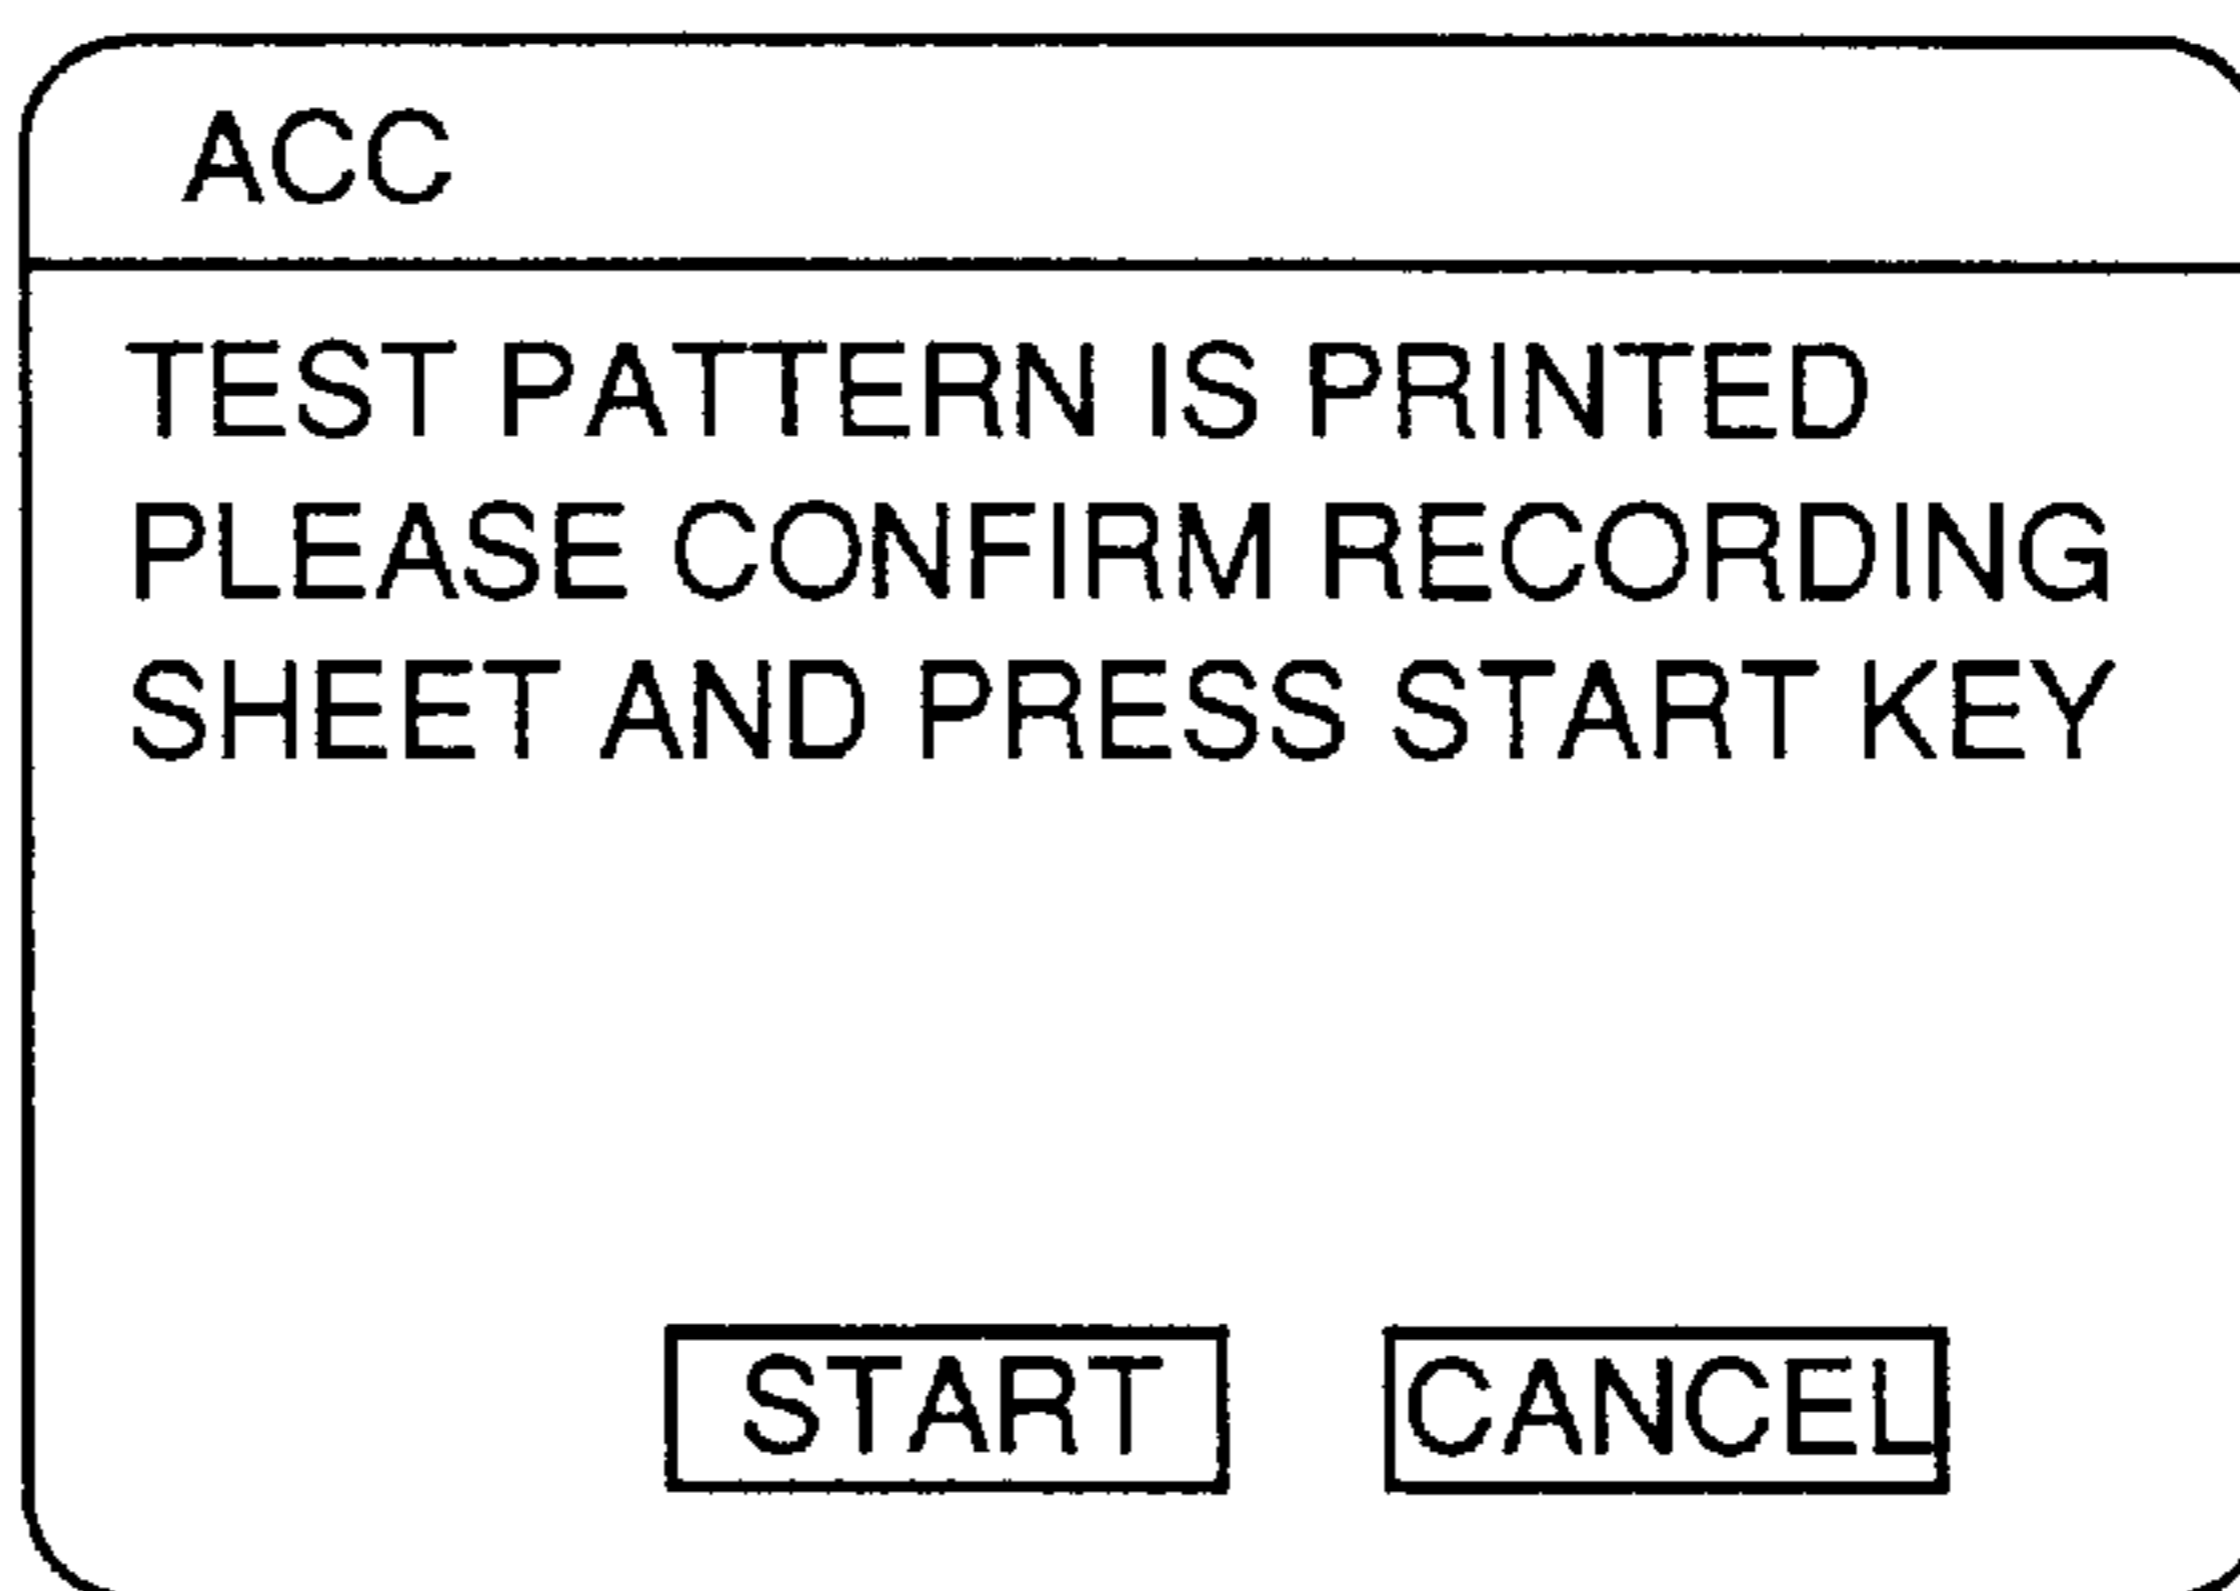 ACC
TEST PATTERN IS PRINTED
PLEASE CONFIRM RECORDING
SHEET AND PRESS START KEY
START CANCEL